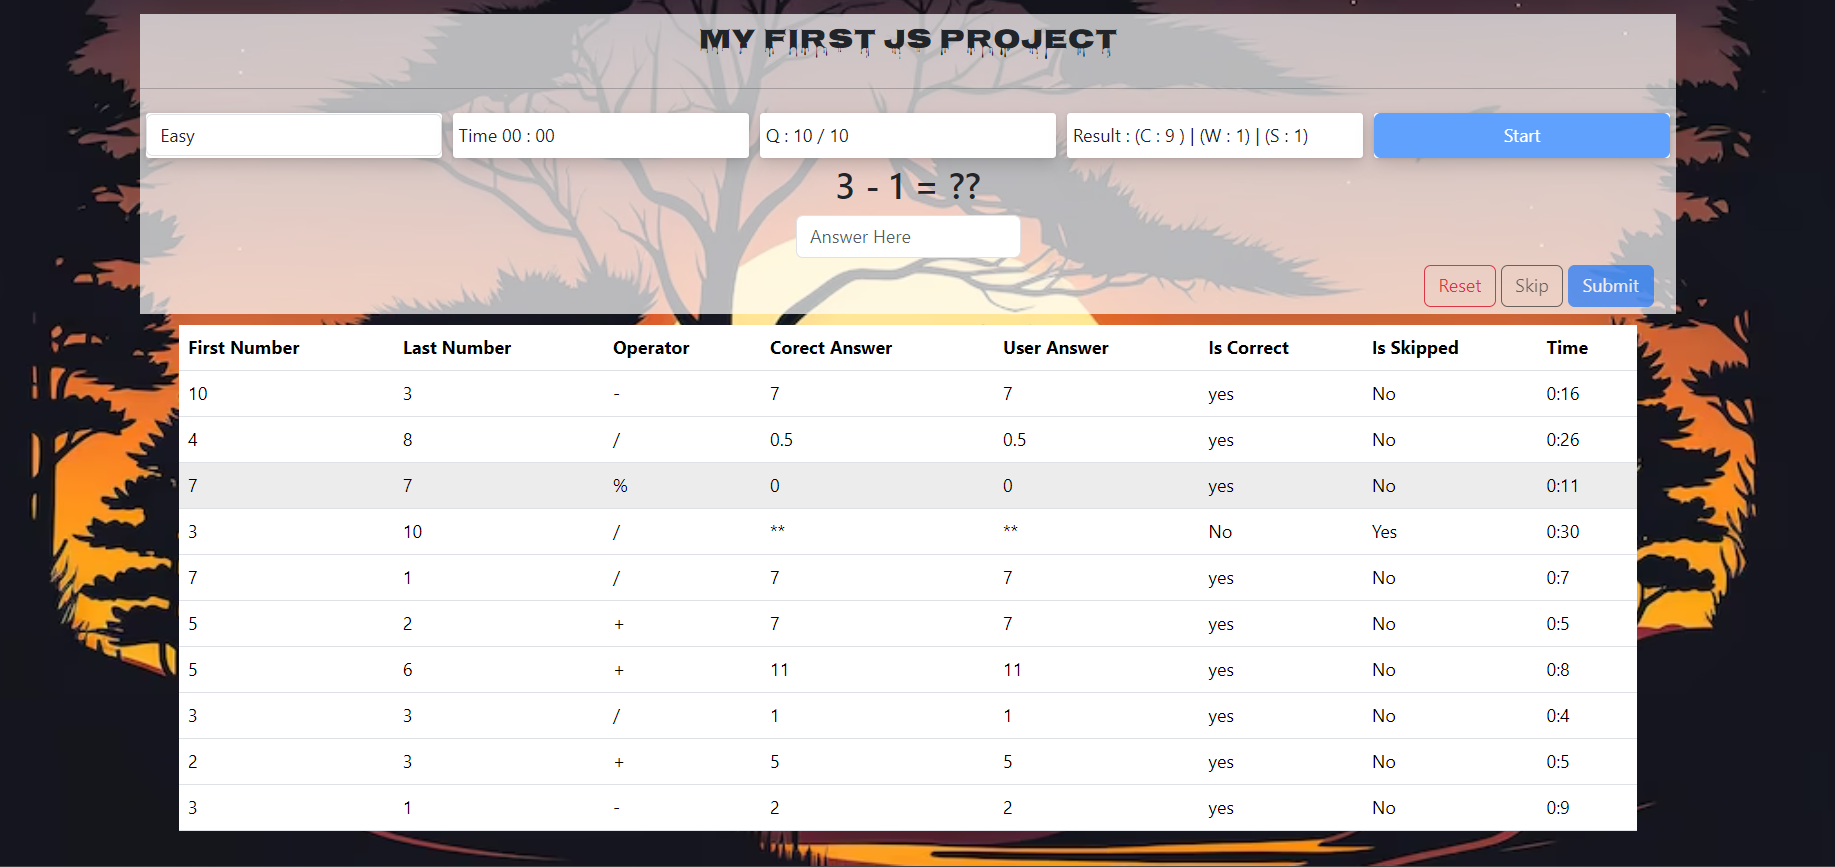 MY FIRST JS PROJECT
Easy Time 00 : 00 Q : 10 / 10 Result : (C : 9 ) | (W : 1) | (S : 1) Start
3 - 1 = ??
Answer Here
Reset Skip Submit
First Number Last Number Operator Corect Answer User Answer Is Correct Is Skipped Time
10 3 - 7 7 yes No 0:16
4 8 / 0.5 0.5 yes No 0:26
7 7 % 0 0 yes No 0:11
3 10 / ** ** No Yes 0:30
7 1 / 7 7 yes No 0:7
5 2 + 7 7 yes No 0:5
5 6 + 11 11 yes No 0:8
3 3 / 1 1 yes No 0:4
2 3 + 5 5 yes No 0:5
3 1 - 2 2 yes No 0:9